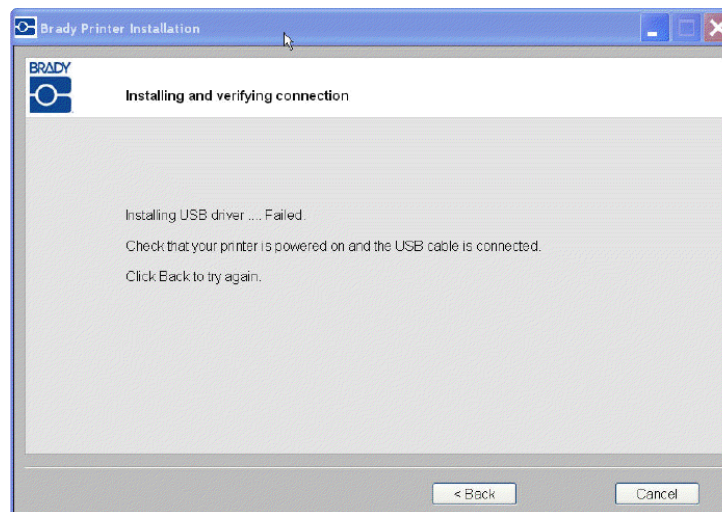 Brady Printer Installation
BRADY
Installing and verifying connection
Installing USB driver .... Failed.
Check that your printer is powered on and the USB cable is connected.
Click Back to try again.
< Back
Cancel